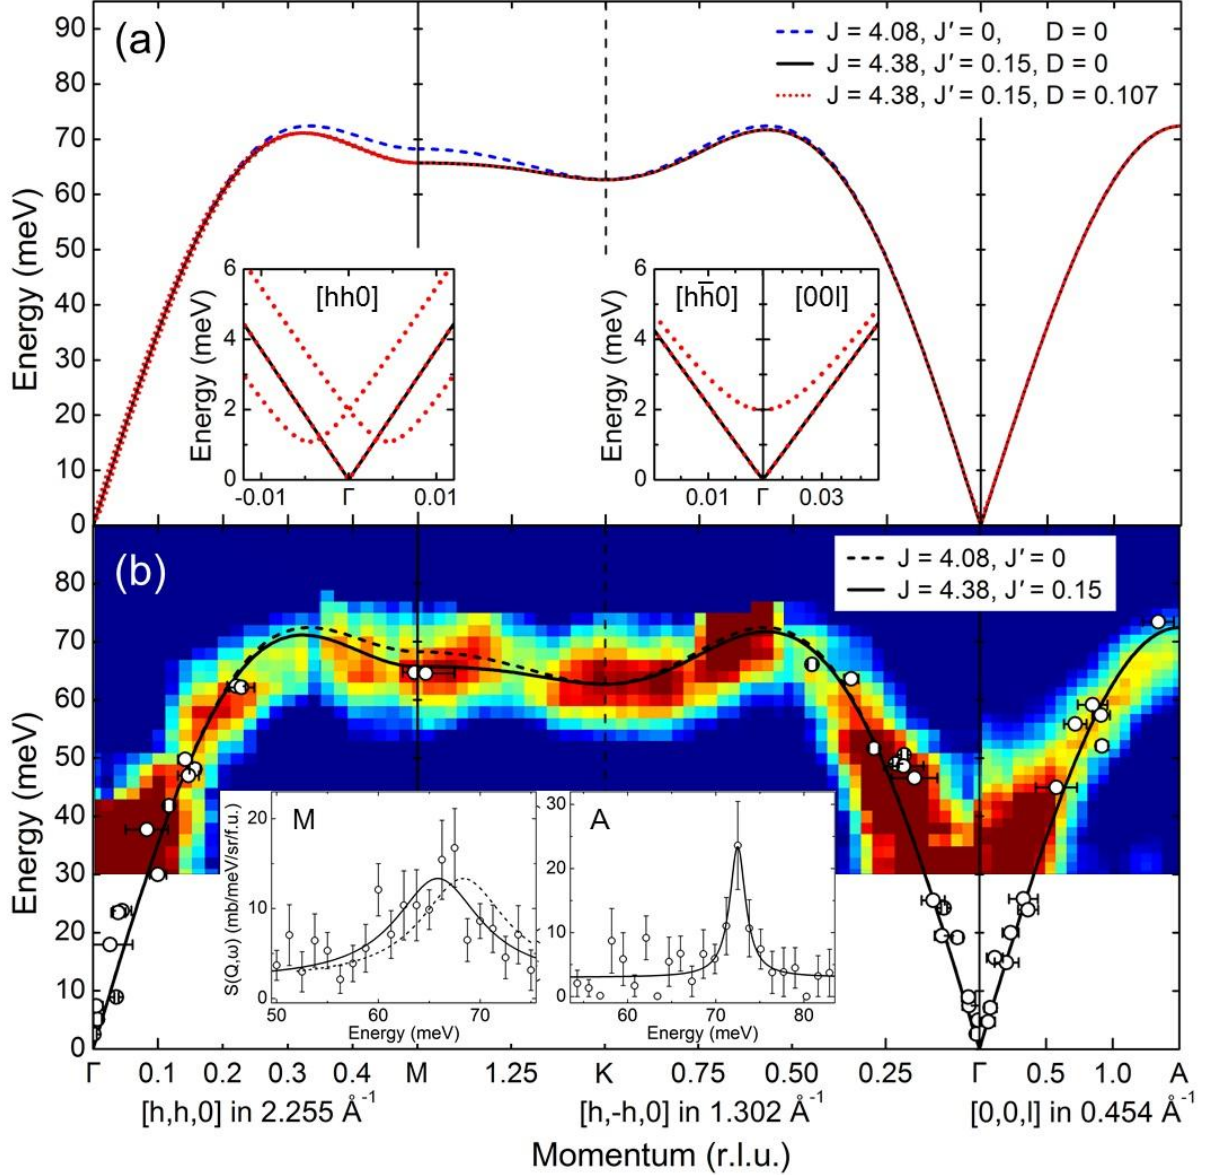 (a)
J = 4.08, J′ = 0, D = 0
J = 4.38, J′ = 0.15, D = 0
J = 4.38, J′ = 0.15, D = 0.107
Energy (meV)
90
80
70
60
50
40
30
20
10
0
[hh0]
Energy (meV)
6
4
2
0
-0.01 Γ 0.01
[hh̅0] [00l]
Energy (meV)
6
4
2
0
0.01 Γ 0.03
(b)
J = 4.08, J′ = 0
J = 4.38, J′ = 0.15
Energy (meV)
80
70
60
50
40
30
20
10
0
M
S(Q,ω) (mb/meV/sr/f.u.)
20
10
0
50 60 70
Energy (meV)
A
30
20
10
0
60 70 80
Energy (meV)
Γ 0.1 0.2 0.3 0.4 M 1.25 K 0.75 0.50 0.25 Γ 0.5 1.0 A
[h,h,0] in 2.255 Å⁻¹ [h,-h,0] in 1.302 Å⁻¹ [0,0,l] in 0.454 Å⁻¹
Momentum (r.l.u.)